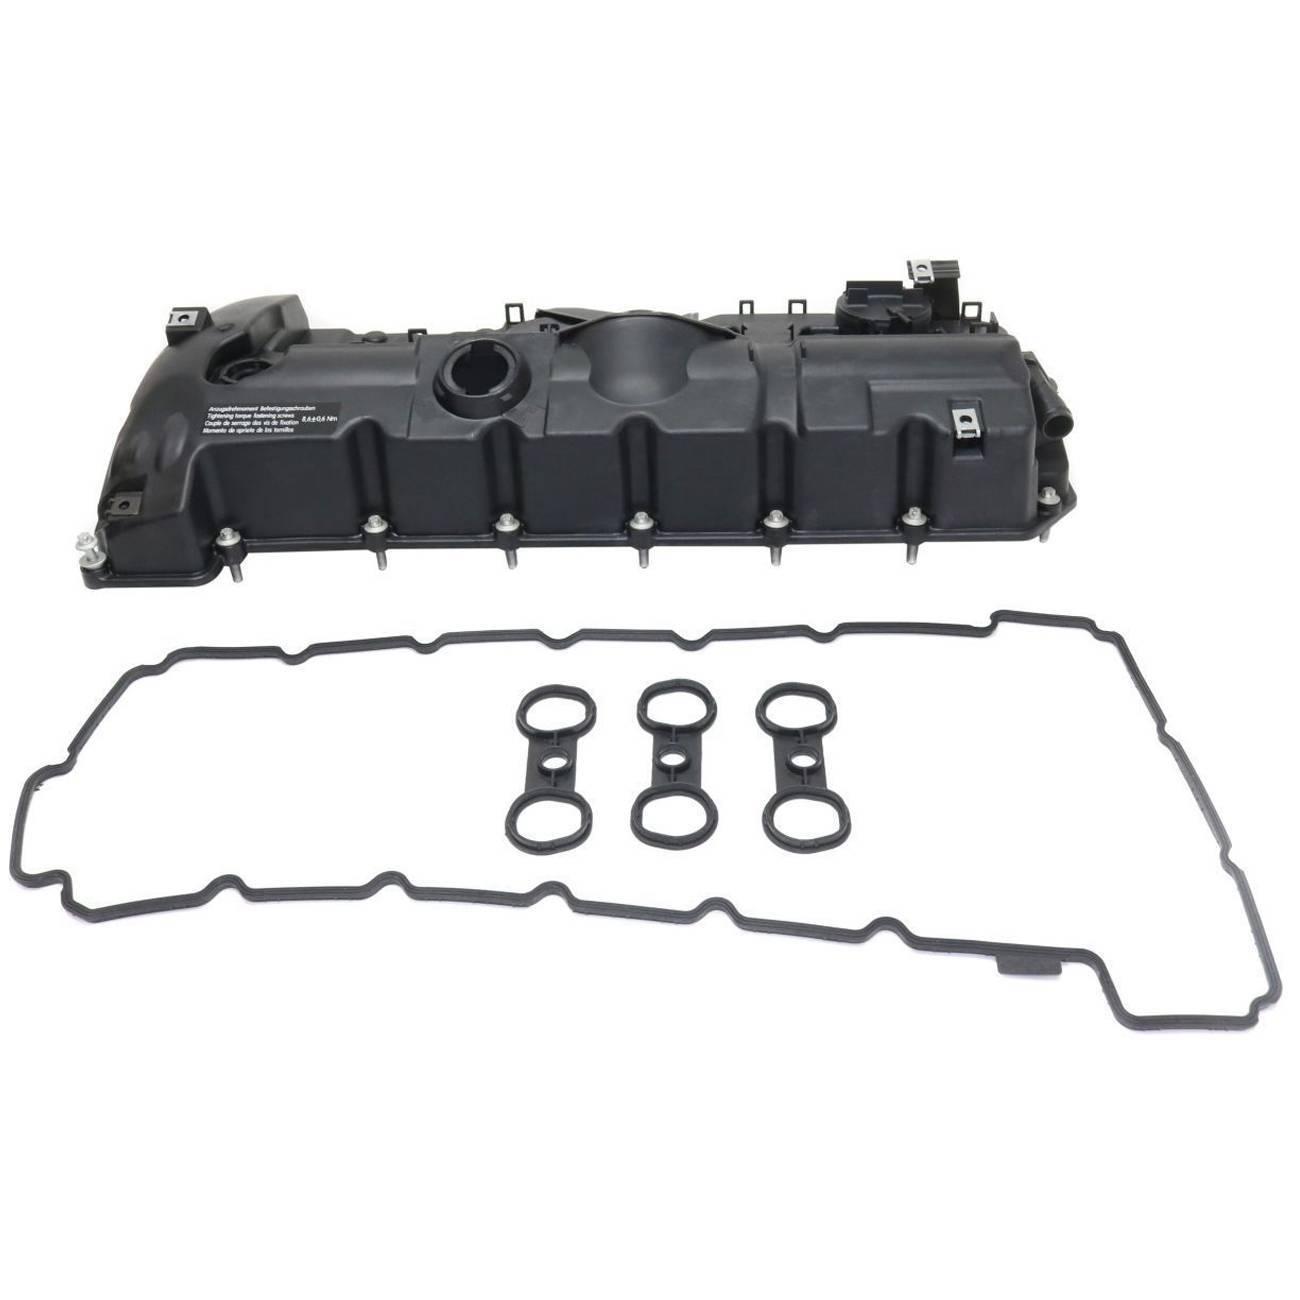 Anzugsdrehmoment Befestigungsschrauben
Tightening torque fastening screws
Couple de serrage des vis de fixation 8,6±0,6 Nm
Momento de apriete de los tornillos